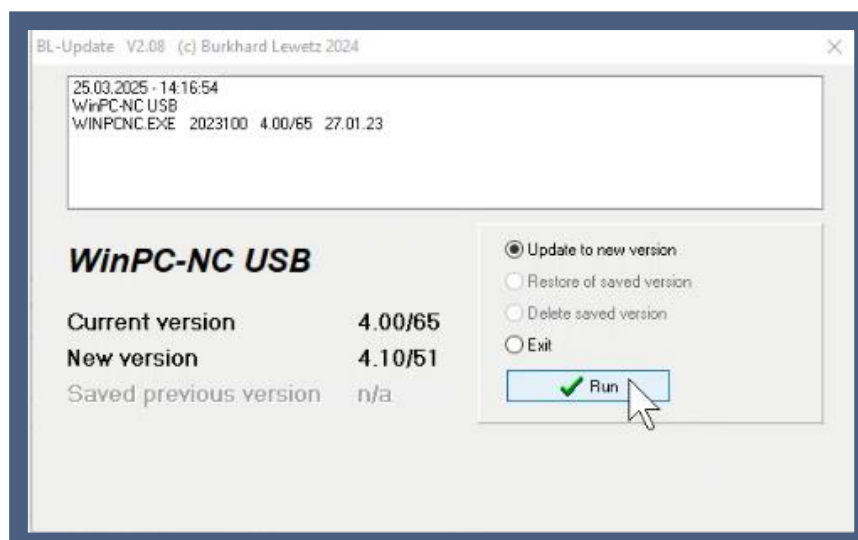 BL-Update V2.08 (c) Burkhard Lewetz 2024
25.03.2025 - 14:16:54
WinPC-NC USB
WINPCNC.EXE 2023100 4.00/65 27.01.23
WinPC-NC USB
Current version 4.00/65
New version 4.10/51
Saved previous version n/a
Update to new version
Restore of saved version
Delete saved version
Exit
Run